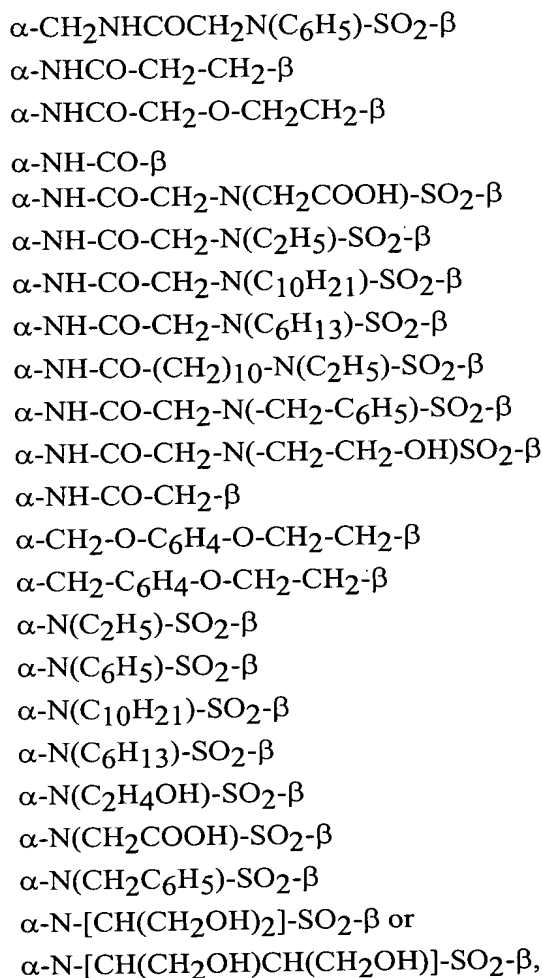 α-CH2NHCOCH2N(C6H5)-SO2-β
α-NHCO-CH2-CH2-β
α-NHCO-CH2-O-CH2CH2-β
α-NH-CO-β
α-NH-CO-CH2-N(CH2COOH)-SO2-β
α-NH-CO-CH2-N(C2H5)-SO2-β
α-NH-CO-CH2-N(C10H21)-SO2-β
α-NH-CO-CH2-N(C6H13)-SO2-β
α-NH-CO-(CH2)10-N(C2H5)-SO2-β
α-NH-CO-CH2-N(-CH2-C6H5)-SO2-β
α-NH-CO-CH2-N(-CH2-CH2-OH)SO2-β
α-NH-CO-CH2-β
α-CH2-O-C6H4-O-CH2-CH2-β
α-CH2-C6H4-O-CH2-CH2-β
α-N(C2H5)-SO2-β
α-N(C6H5)-SO2-β
α-N(C10H21)-SO2-β
α-N(C6H13)-SO2-β
α-N(C2H4OH)-SO2-β
α-N(CH2COOH)-SO2-β
α-N(CH2C6H5)-SO2-β
α-N-[CH(CH2OH)2]-SO2-β or
α-N-[CH(CH2OH)CH(CH2OH)]-SO2-β,